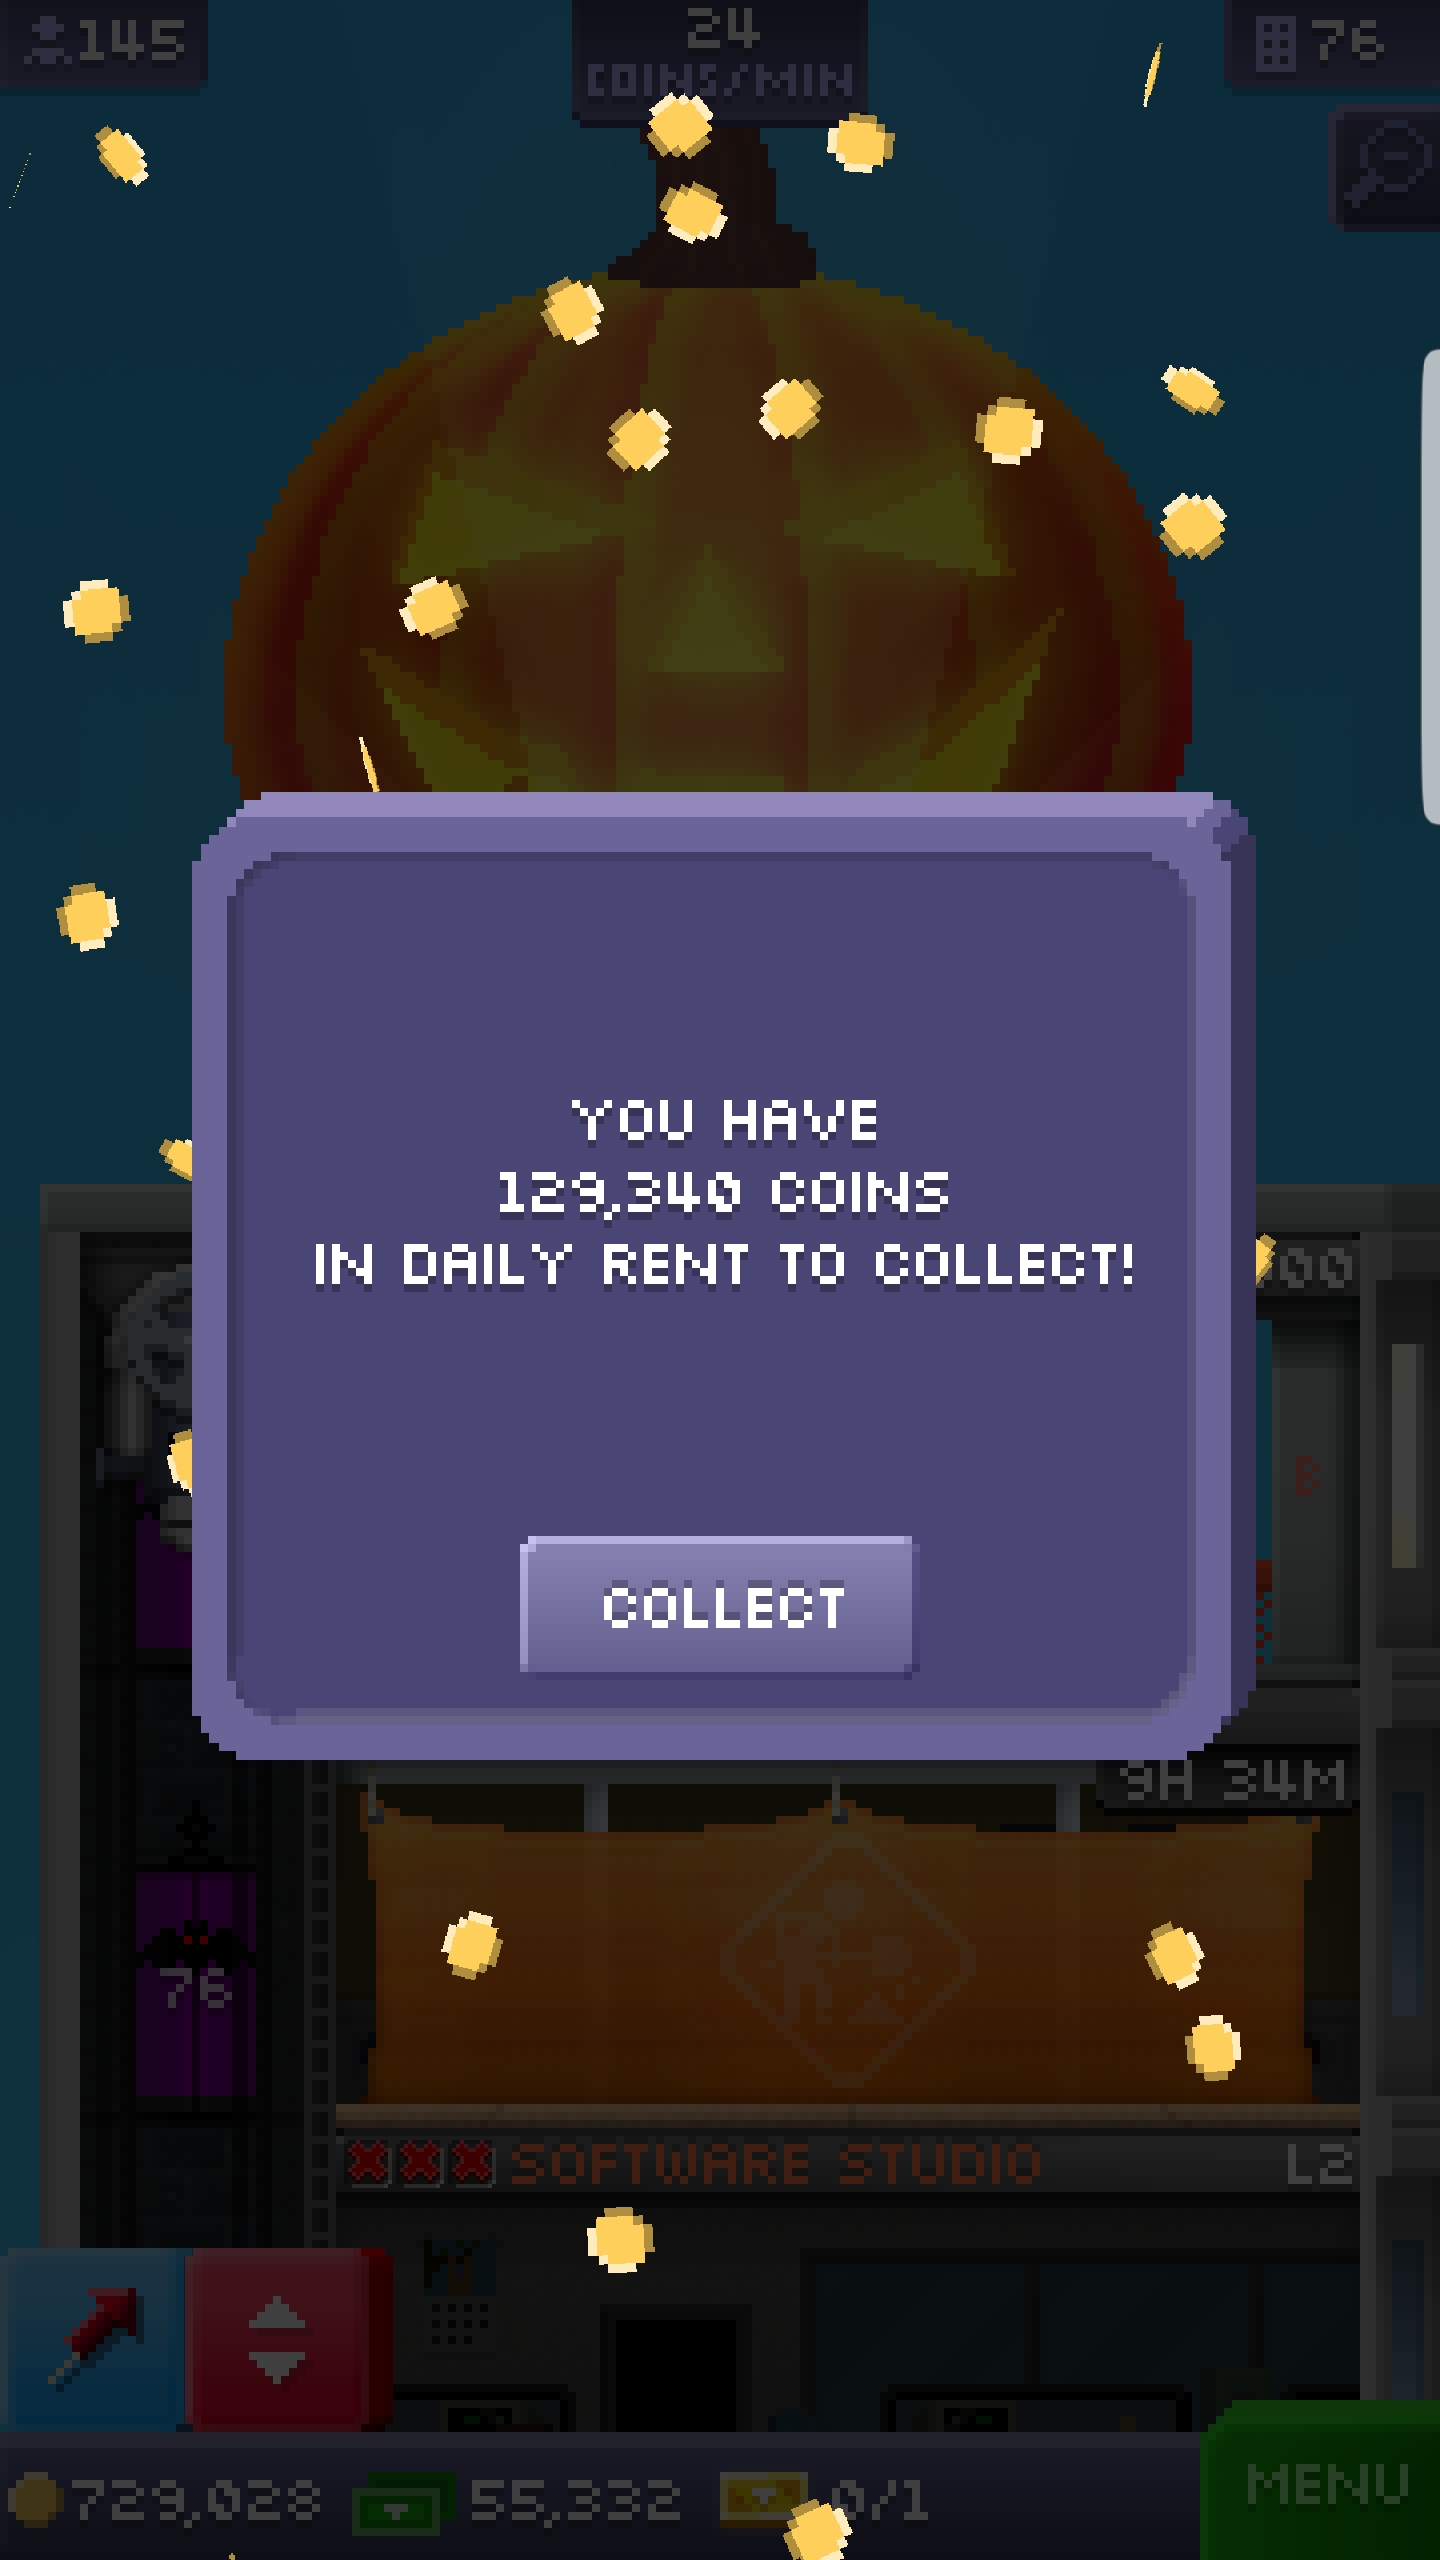 145
24
COINS/MIN
76
YOU HAVE
129,340 COINS
IN DAILY RENT TO COLLECT!
COLLECT
00
B
9H 34M
76
SOFTWARE STUDIO
L2
729,028
55,332
0/1
MENU